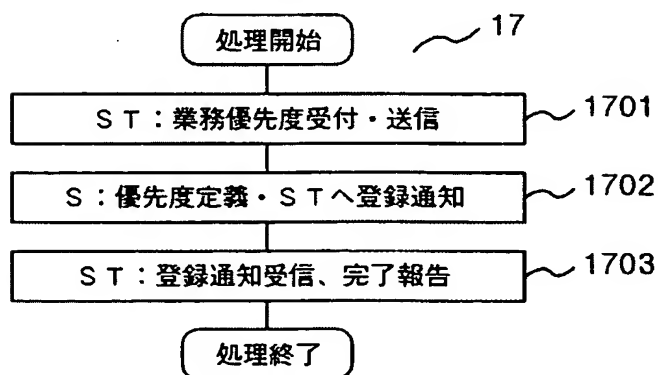 処理開始
17
ST:業務優先度受付・送信
1701
S:優先度定義・STへ登録通知
1702
ST:登録通知受信、完了報告
1703
処理終了